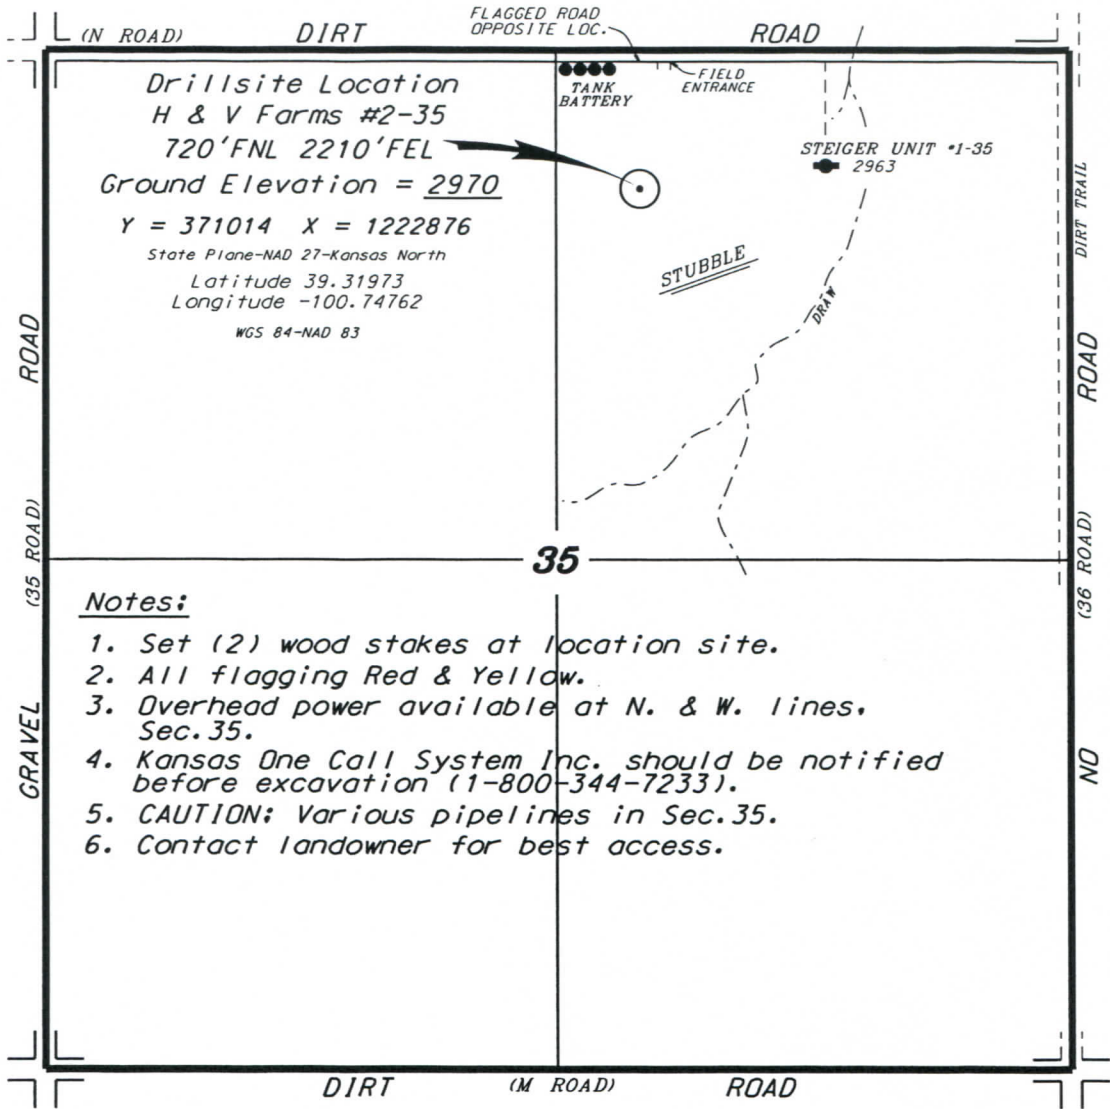 FLAGGED ROAD
OPPOSITE LOC.
(N ROAD) DIRT ROAD
Drillsite Location
H & V Farms #2-35
720'FNL 2210'FEL
Ground Elevation = 2970
Y = 371014 X = 1222876
State Plane-NAD 27-Kansas North
Latitude 39.31973
Longitude -100.74762
WGS 84-NAD 83
TANK
BATTERY
FIELD
ENTRANCE
STEIGER UNIT #1-35
2963
STUBBLE
DRAW
DIRT TRAIL
GRAVEL (35 ROAD) ROAD
NO (36 ROAD) ROAD
35
Notes:
1. Set (2) wood stakes at location site.
2. All flagging Red & Yellow.
3. Overhead power available at N. & W. lines,
Sec.35.
4. Kansas One Call System Inc. should be notified
before excavation (1-800-344-7233).
5. CAUTION: Various pipelines in Sec.35.
6. Contact landowner for best access.
DIRT (M ROAD) ROAD